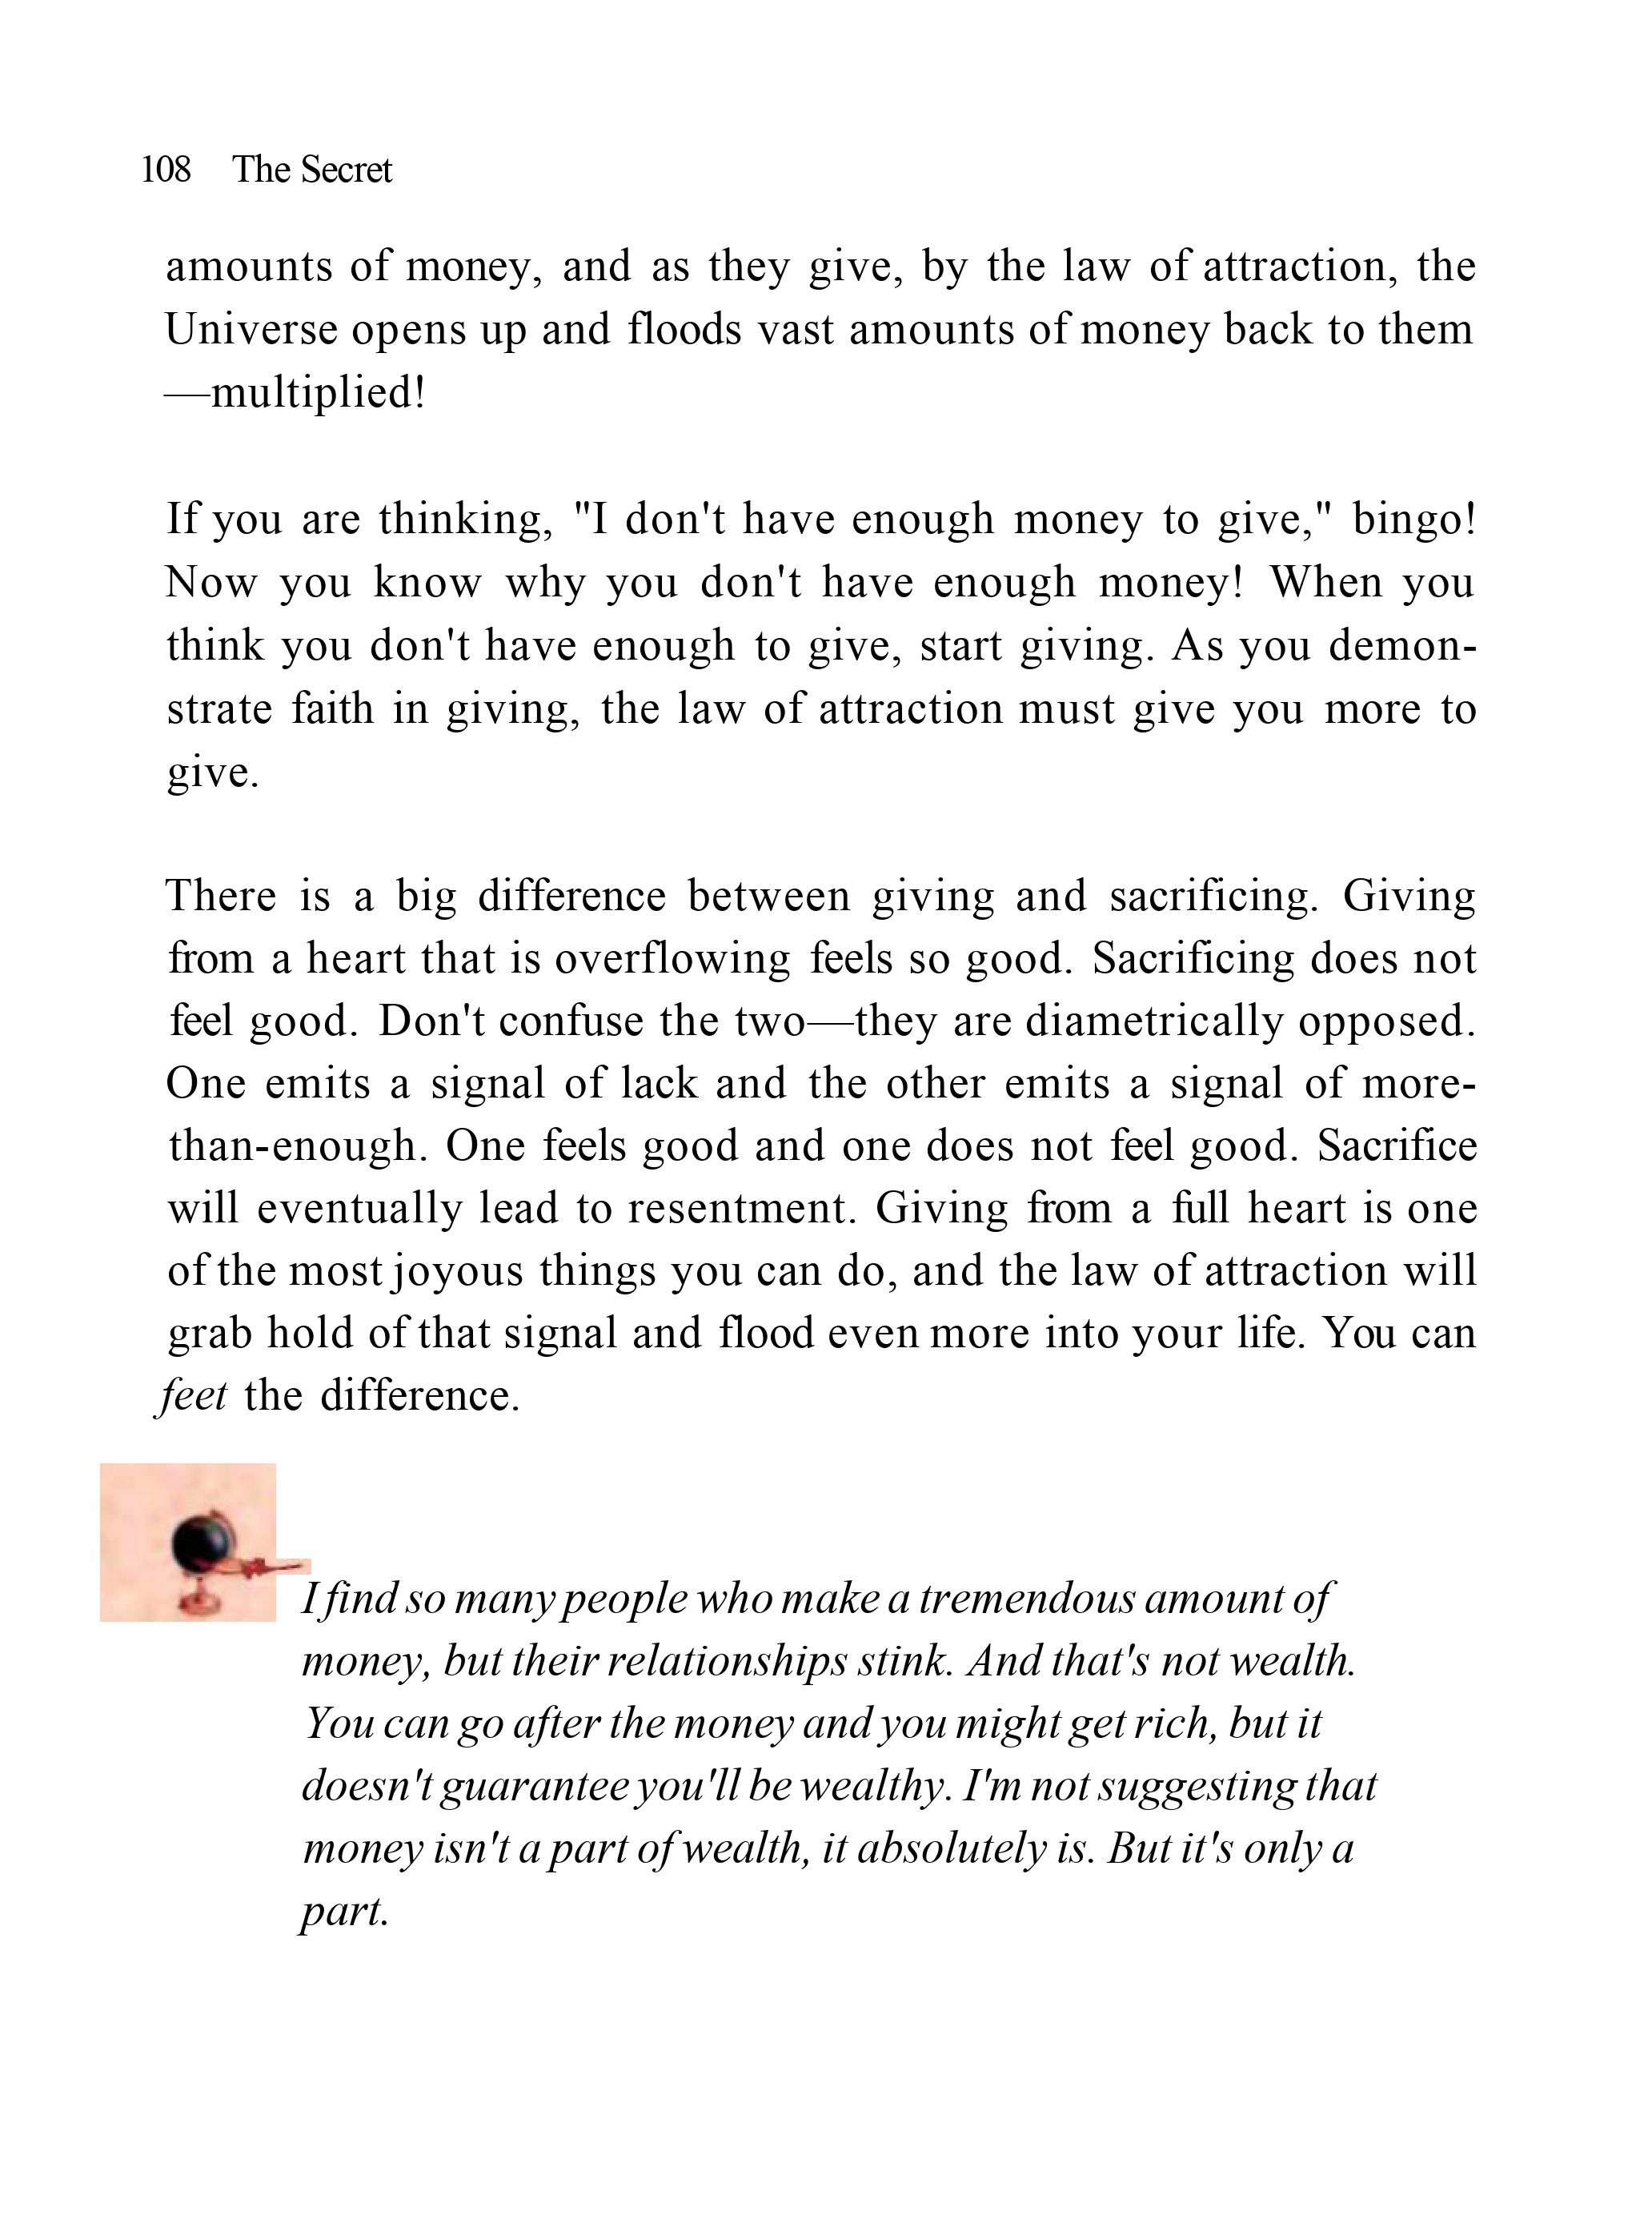 108 The Secret
amounts of money, and as they give, by the law of attraction, the
Universe opens up and floods vast amounts of money back to them
—multiplied!
If you are thinking, "I don't have enough money to give," bingo!
Now you know why you don't have enough money! When you
think you don't have enough to give, start giving. As you demon-
strate faith in giving, the law of attraction must give you more to
give.
There is a big difference between giving and sacrificing. Giving
from a heart that is overflowing feels so good. Sacrificing does not
feel good. Don't confuse the two—they are diametrically opposed.
One emits a signal of lack and the other emits a signal of more-
than-enough. One feels good and one does not feel good. Sacrifice
will eventually lead to resentment. Giving from a full heart is one
of the most joyous things you can do, and the law of attraction will
grab hold of that signal and flood even more into your life. You can
feet the difference.
I find so many people who make a tremendous amount of
money, but their relationships stink. And that's not wealth.
You can go after the money and you might get rich, but it
doesn't guarantee you'll be wealthy. I'm not suggesting that
money isn't a part of wealth, it absolutely is. But it's only a
part.